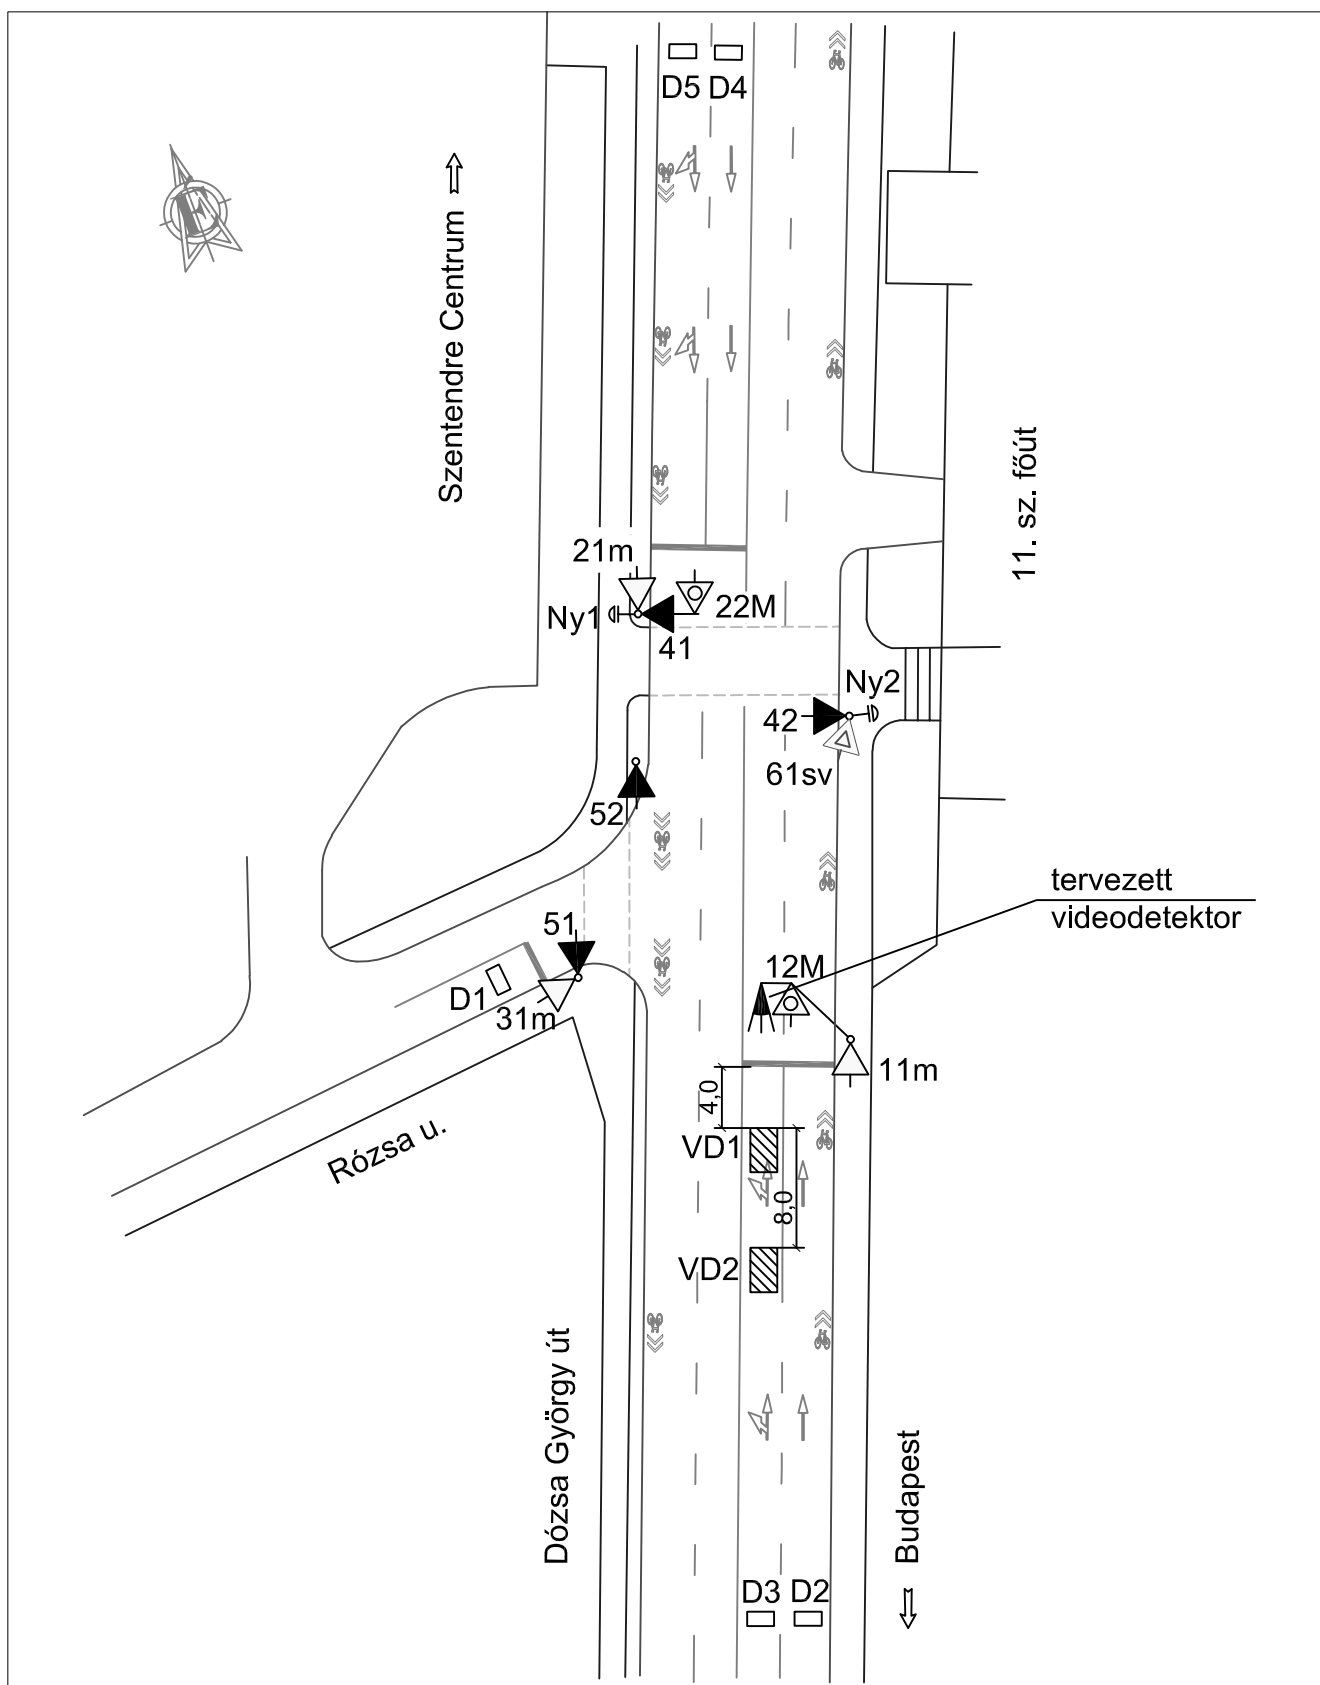 D5 D4
Szentendre Centrum
É
11. sz. főút
21m
Ny1
22M
41
Ny2
42
61sv
52
tervezett
videodetektor
51
12M
D1
31m
11m
4,0
Rózsa u.
VD1
8,0
VD2
Dózsa György út
Budapest
D3 D2